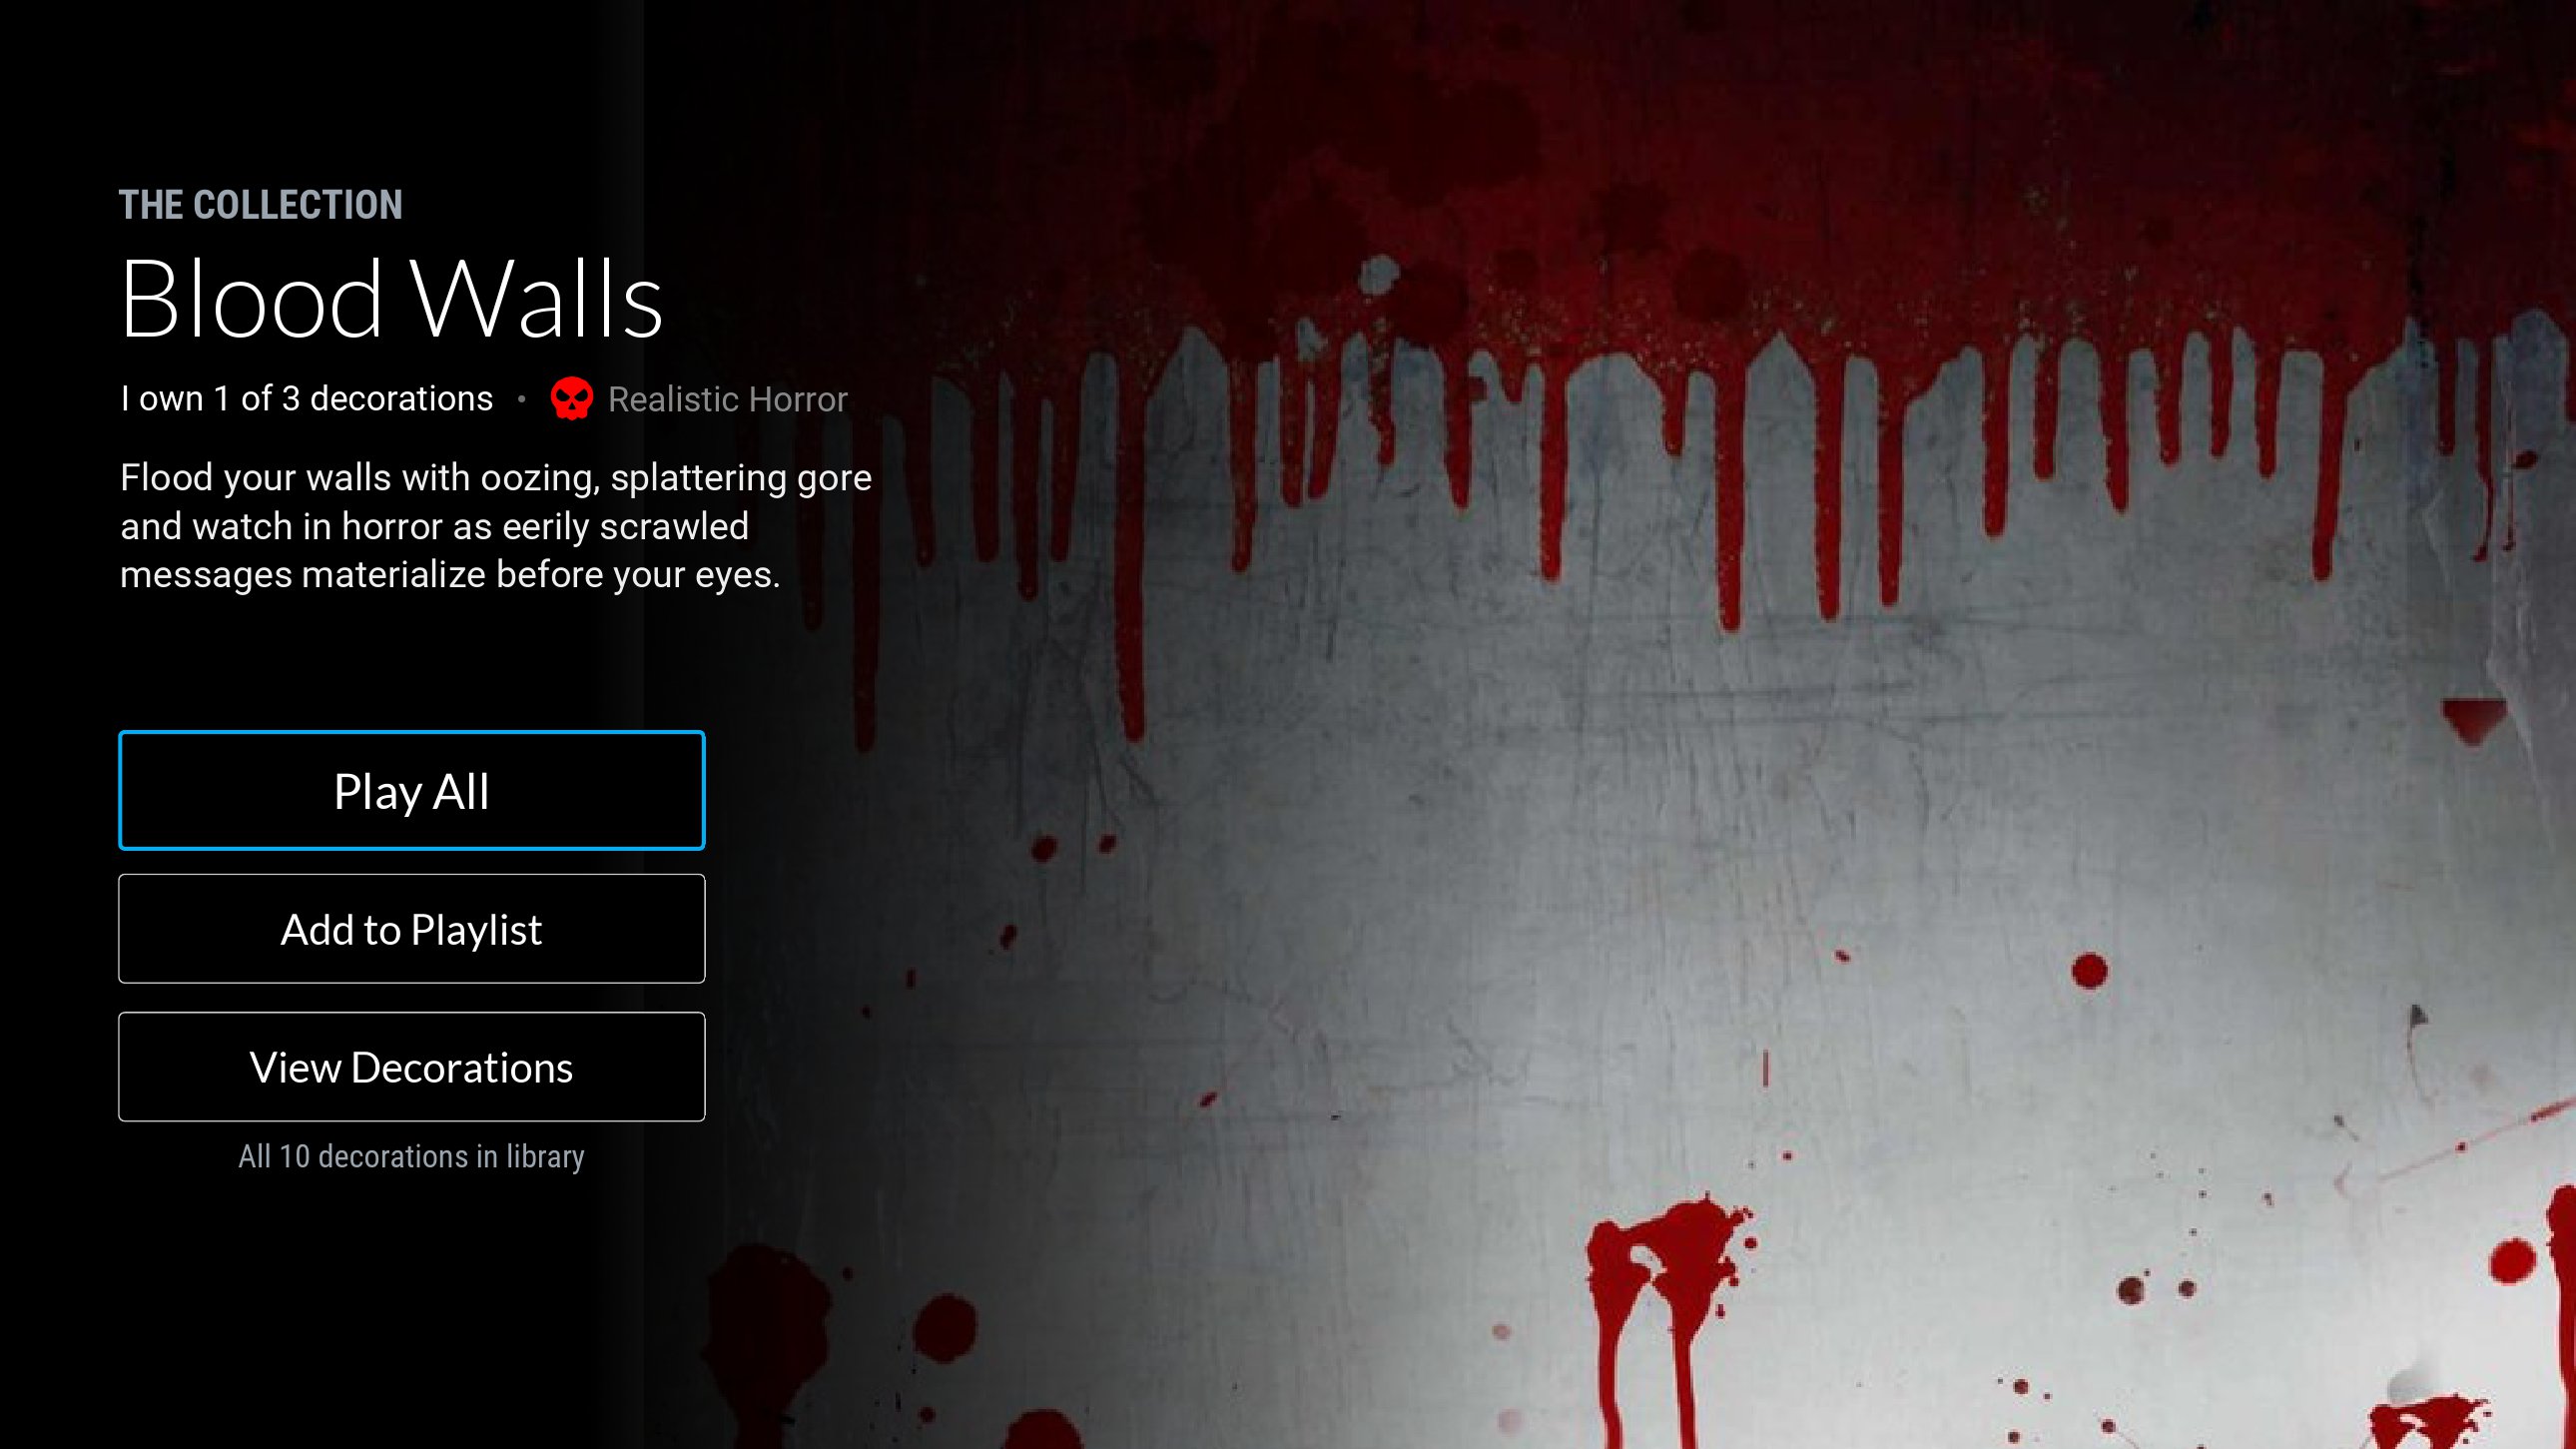 THE COLLECTION
Blood Walls
I own 1 of 3 decorations • Realistic Horror
Flood your walls with oozing, splattering gore
and watch in horror as eerily scrawled
messages materialize before your eyes.
Play All
Add to Playlist
View Decorations
All 10 decorations in library